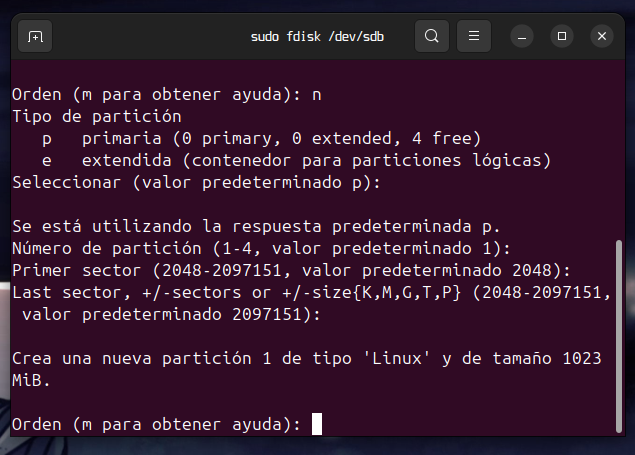 sudo fdisk /dev/sdb
Orden (m para obtener ayuda): n
Tipo de partición
p   primaria (0 primary, 0 extended, 4 free)
e   extendida (contenedor para particiones lógicas)
Seleccionar (valor predeterminado p):
Se está utilizando la respuesta predeterminada p.
Número de partición (1-4, valor predeterminado 1):
Primer sector (2048-2097151, valor predeterminado 2048):
Last sector, +/-sectors or +/-size{K,M,G,T,P} (2048-2097151,
valor predeterminado 2097151):
Crea una nueva partición 1 de tipo 'Linux' y de tamaño 1023
MiB.
Orden (m para obtener ayuda):